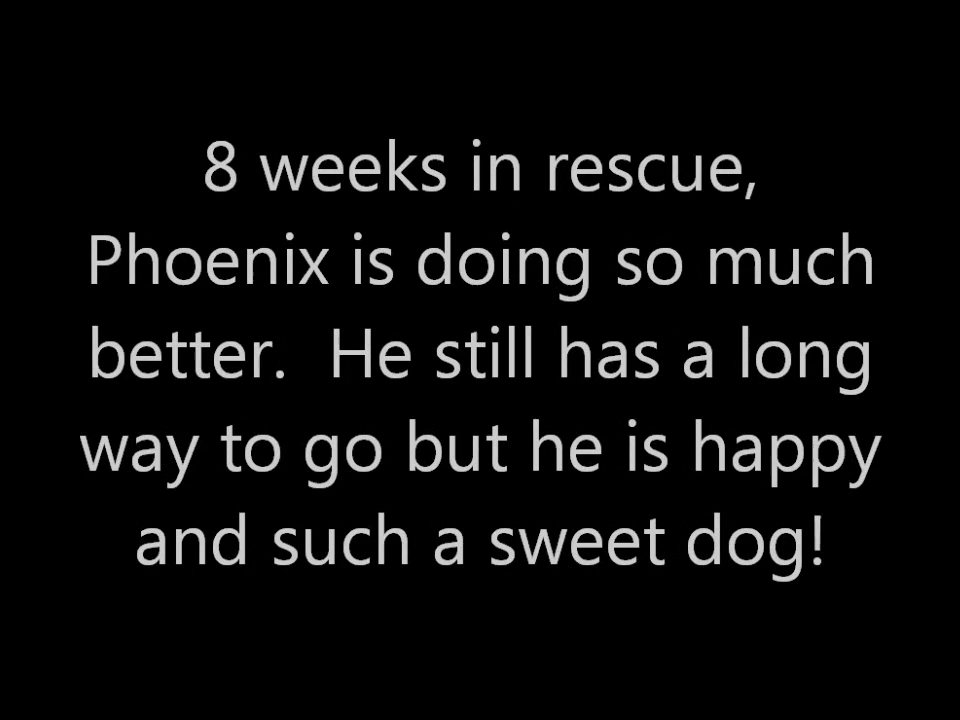 8 weeks in rescue,
Phoenix is doing so much
better.  He still has a long
way to go but he is happy
and such a sweet dog!